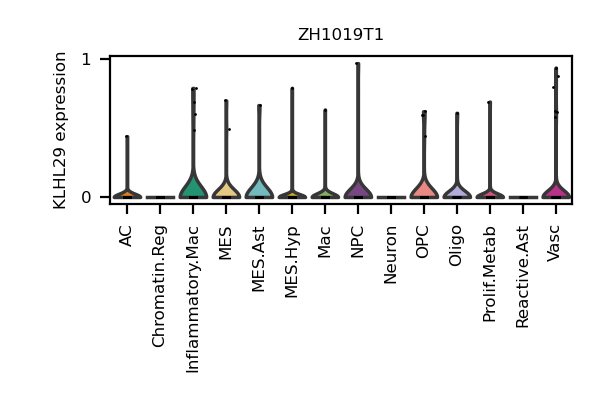 ZH1019T1
KLHL29 expression
1
0
AC
Chromatin.Reg
Inflammatory.Mac
MES
MES.Ast
MES.Hyp
Mac
NPC
Neuron
OPC
Oligo
Prolif.Metab
Reactive.Ast
Vasc